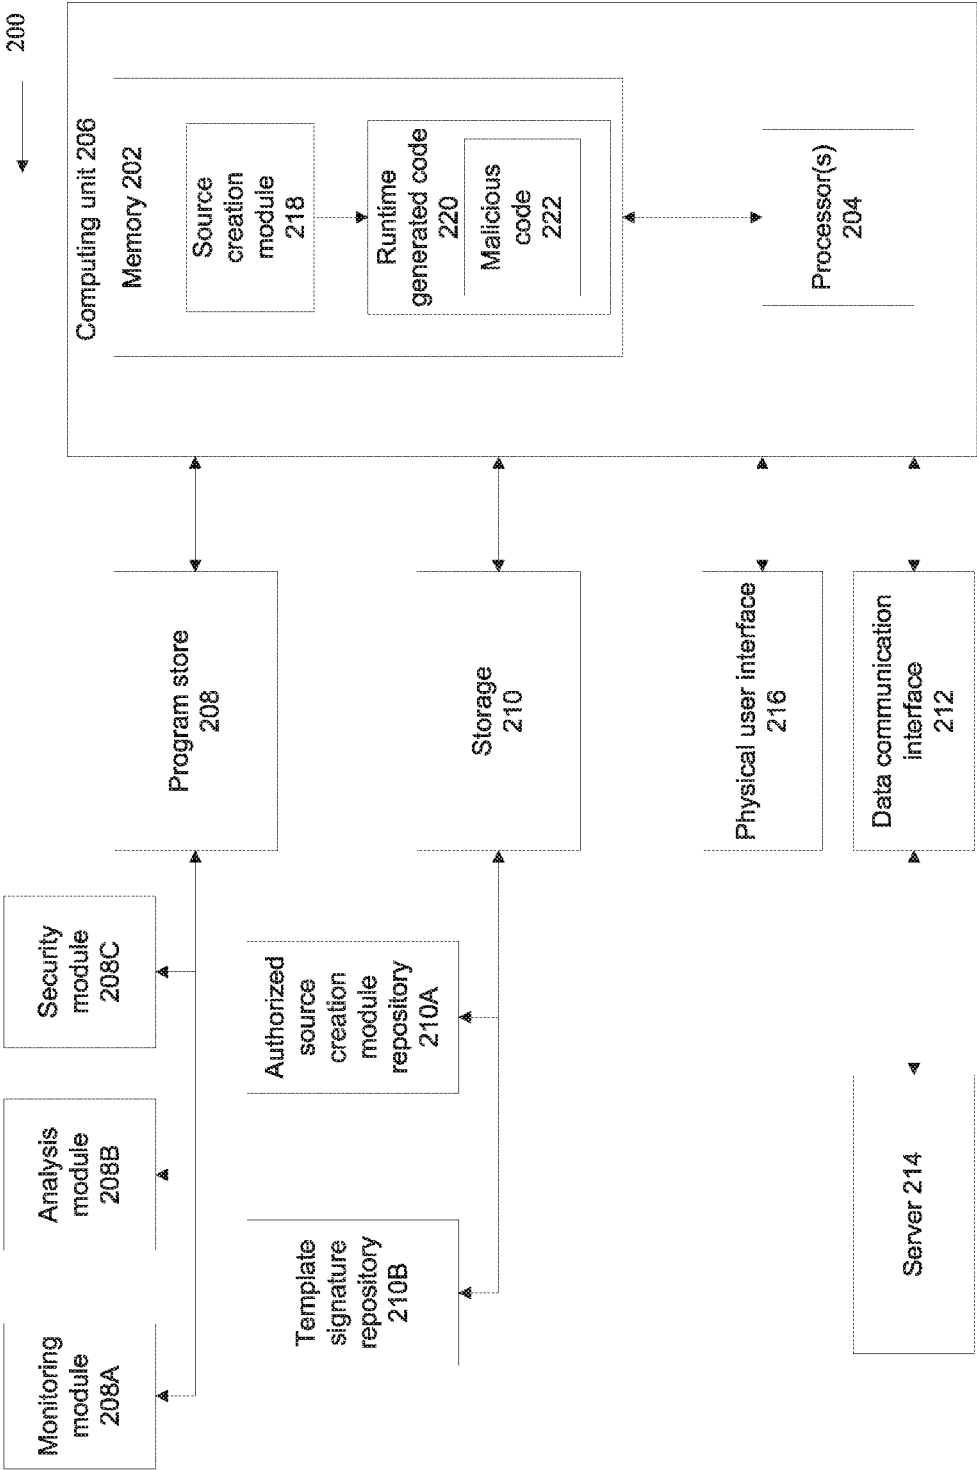 200
Computing unit 206
Memory 202
Source
creation
module
218
Runtime
generated code
220
Malicious
code
222
Processor(s)
204
Program store
208
Storage
210
Physical user interface
216
Data communication
interface
212
Security
module
208C
Analysis
module
208B
Monitoring
module
208A
Authorized
source
creation
module
repository
210A
Template
signature
repository
210B
Server 214